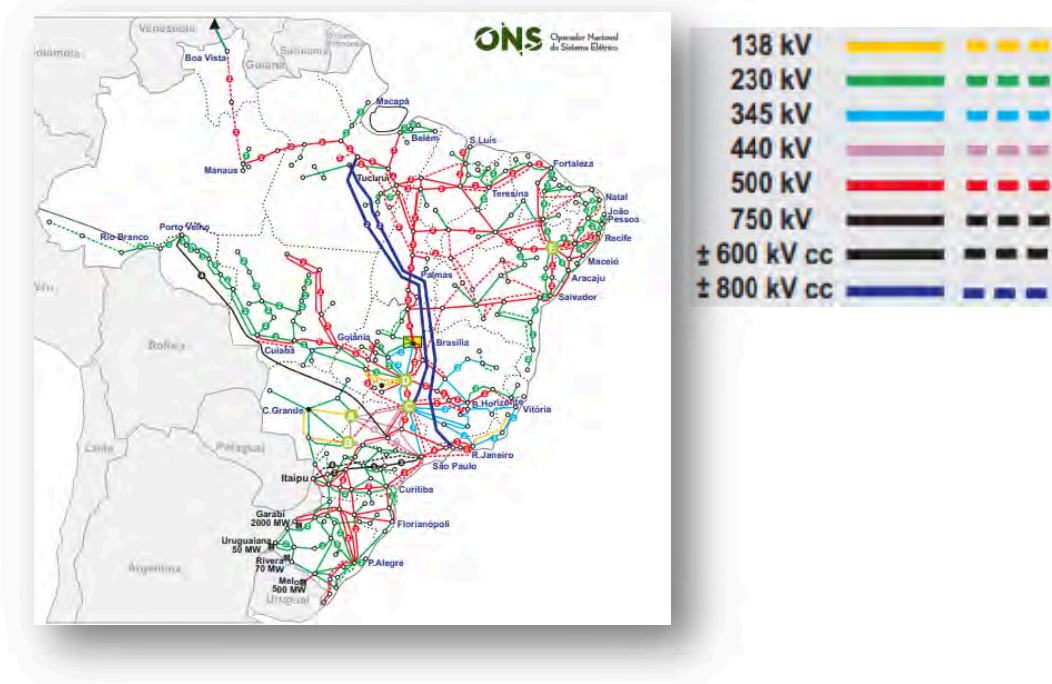 Venezuela
Colombia
Suriname
Guiana
Boa Vista
ONS Operador Nacional
do Sistema Elétrico
Macapá
Belém
S.Luís
Manaus
Tucuruí
Fortaleza
Teresina
Natal
João
Pessoa
Racife
Maceió
Aracaju
Salvador
Rio Branco
Porto Velho
Palmas
Peru
Bolívia
Cuiabá
Goiânia
Brasília
D
E
C
A
B
C.Grande
B.Horizonte
Vitória
Chile
Paraguai
R.Janeiro
São Paulo
Itaipu
Curitiba
Garabi
2000 MW
Florianópoli
Uruguaiana
50 MW
Rivera
70 MW
P.Alegre
Melo
500 MW
Argentina
Uruguai
138 kV
230 kV
345 kV
440 kV
500 kV
750 kV
± 600 kV cc
± 800 kV cc